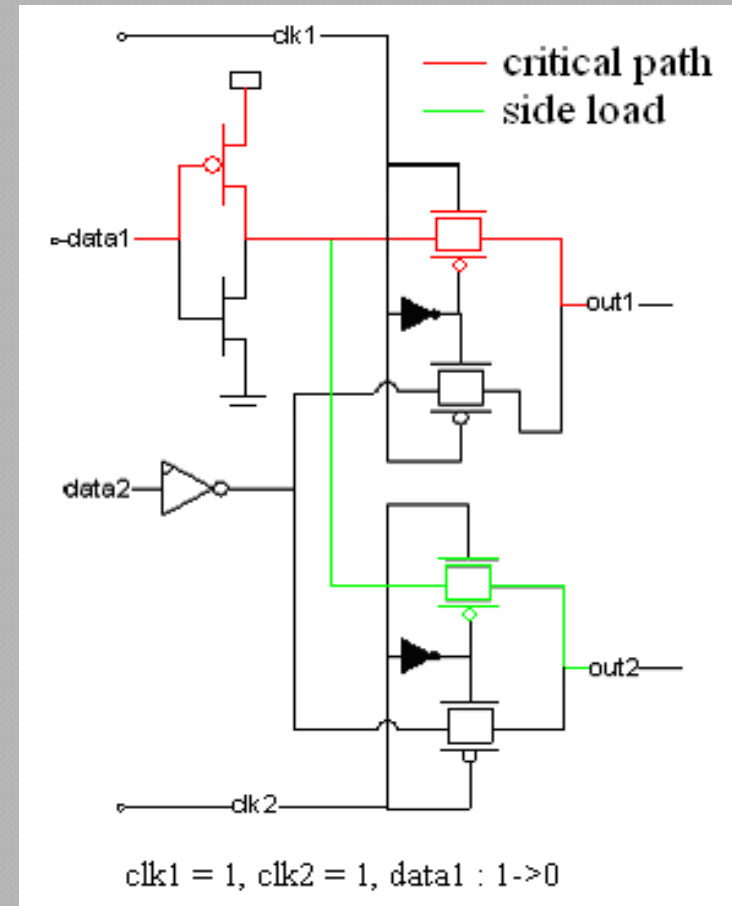 clk1
critical path
side load
data1
out1
data2
out2
clk2
clk1 = 1, clk2 = 1, data1 : 1->0